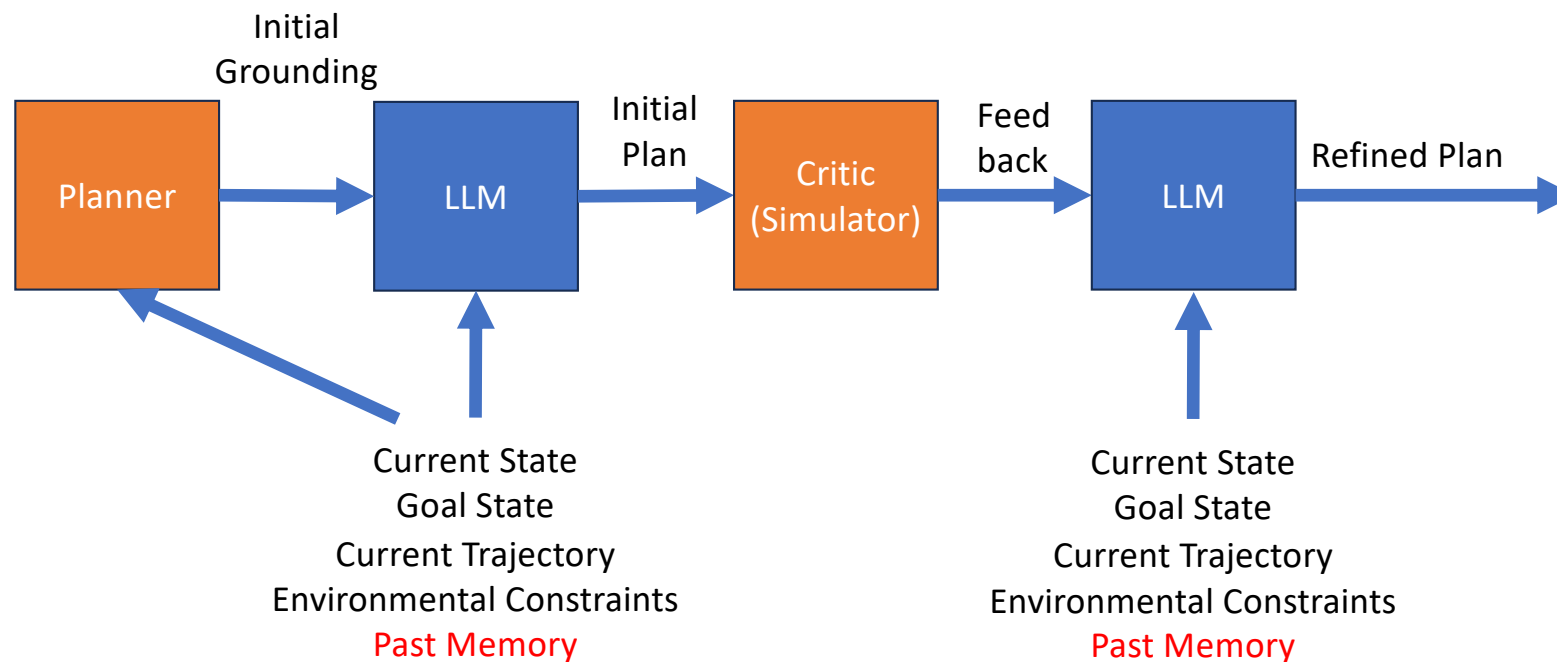 Initial
Grounding
Planner
LLM
Initial
Plan
Critic
(Simulator)
Feed
back
LLM
Refined Plan
Current State
Goal State
Current Trajectory
Environmental Constraints
Past Memory
Current State
Goal State
Current Trajectory
Environmental Constraints
Past Memory